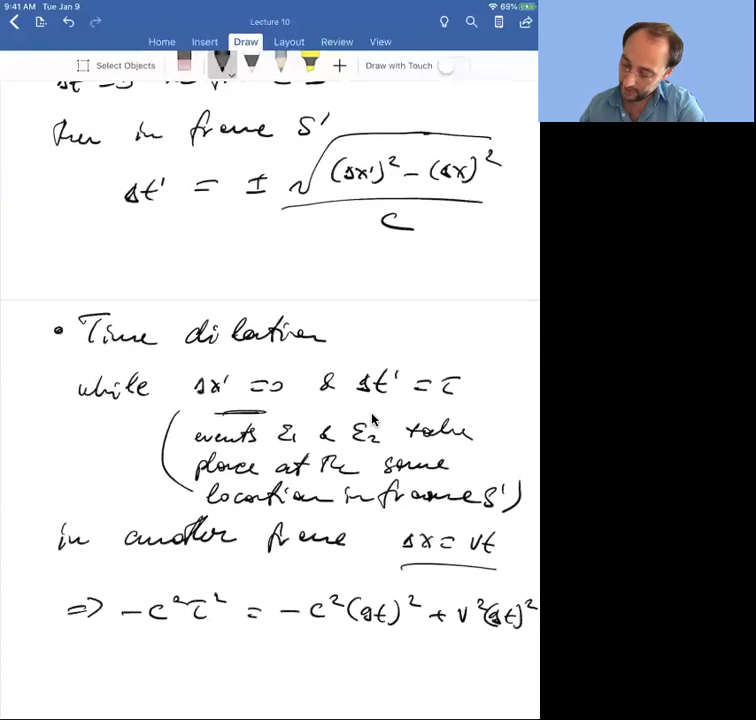 9:41 AM Tue Jan 9
69%
Lecture 10
Home Insert Draw Layout Review View
Select Objects
Draw with Touch
then in frame S'
Δt' = ± √((Δx')² − (Δx)²) / c
• Time dilation
while Δx' = 0 & Δt' = τ
(events ℰ₁ & ℰ₂ take
place at the same
location in frame S')
in another frame Δx = vt
=> −c²τ² = −c²(Δt)² + v²(Δt)²